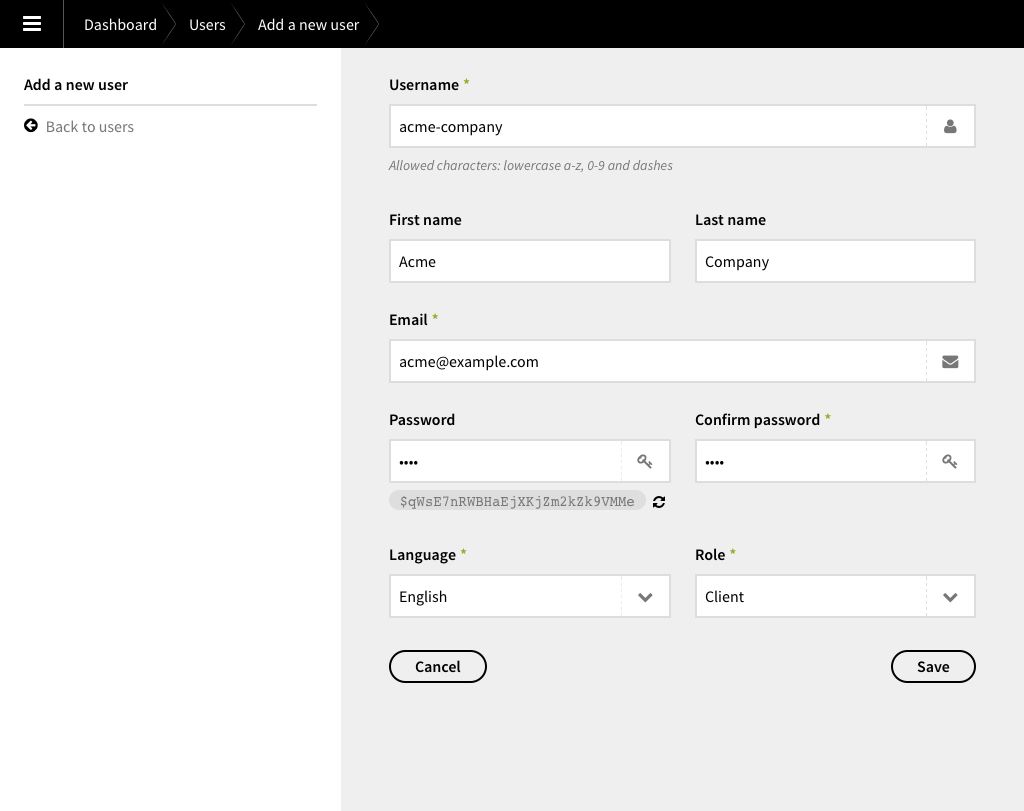 Dashboard Users Add a new user
Add a new user
Back to users
Username *
acme-company
Allowed characters: lowercase a-z, 0-9 and dashes
First name Last name
Acme Company
Email *
acme@example.com
Password Confirm password *
•••• ••••
$qWsE7nRWBHaEjXKjZm2kZk9VMMe
Language * Role *
English Client
Cancel Save